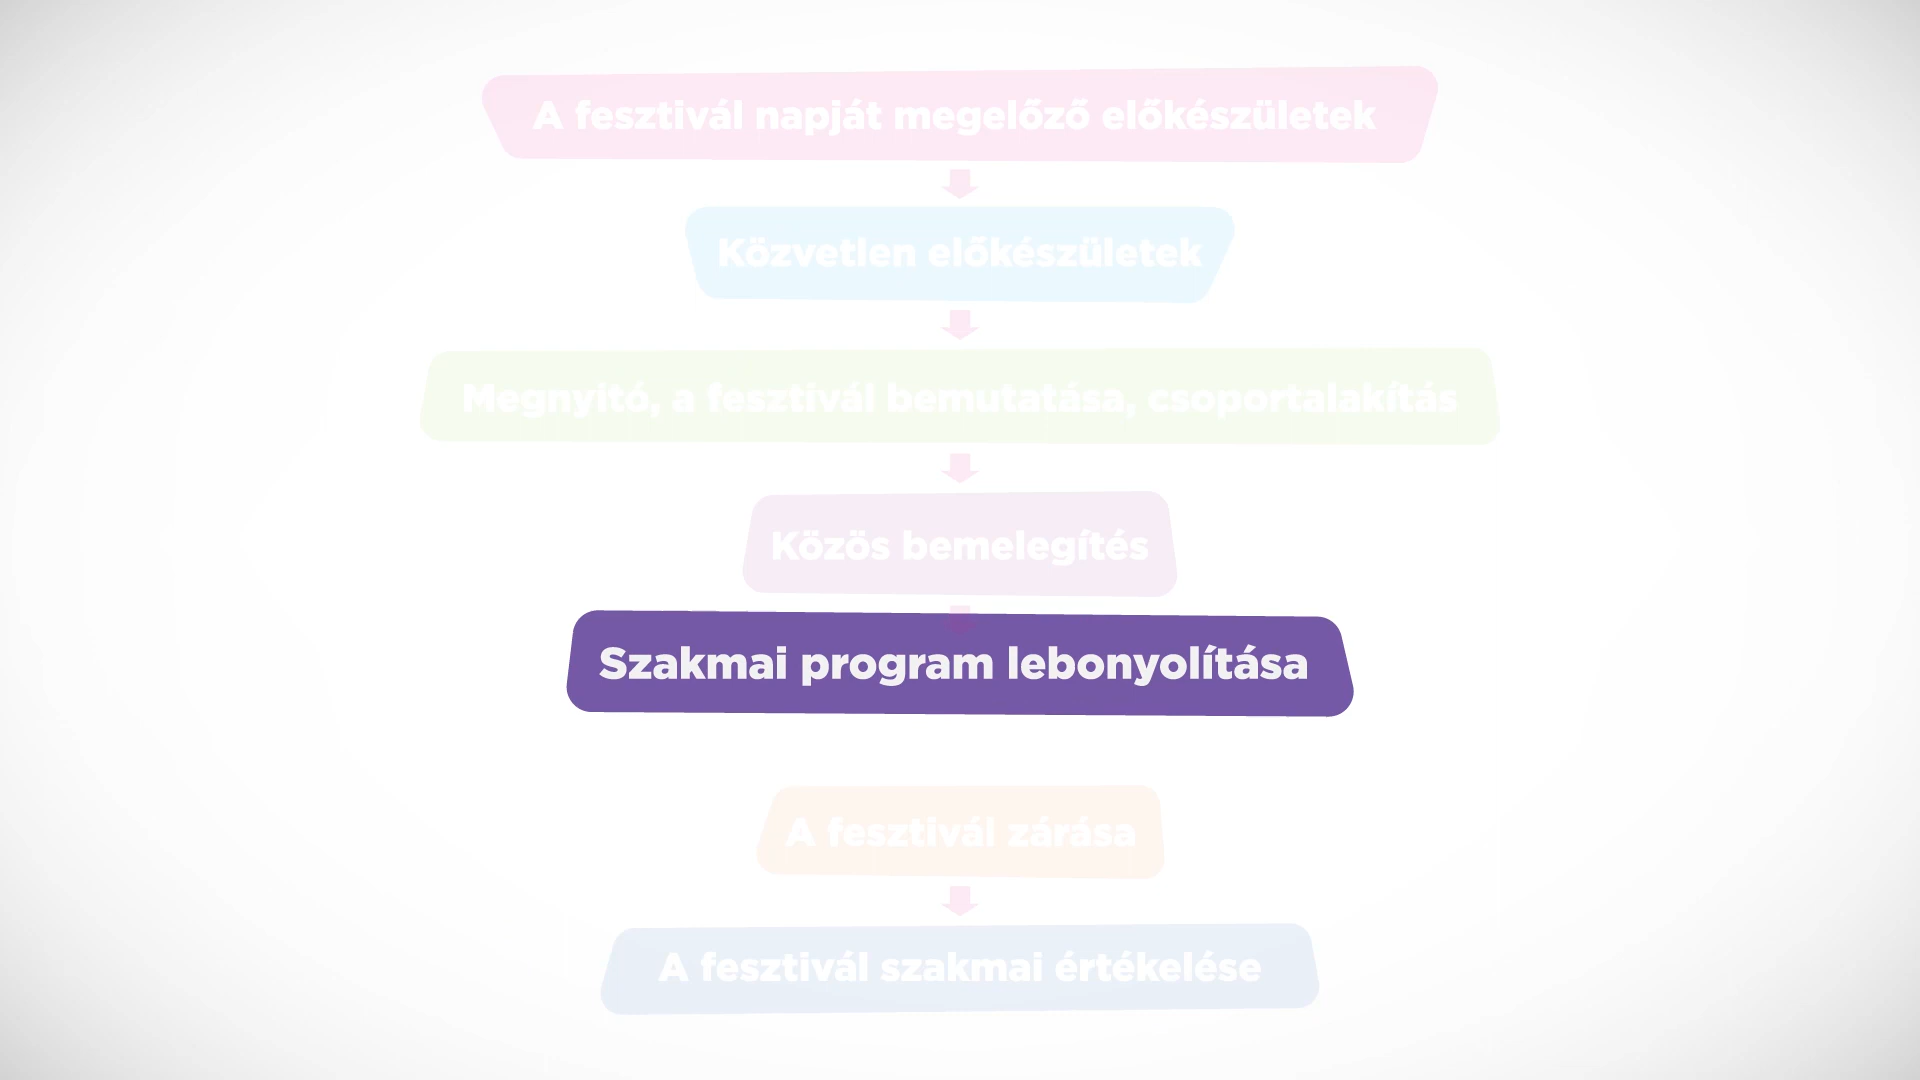 A fesztivál napját megelőző előkészületek
Közvetlen előkészületek
Megnyitó, a fesztivál bemutatása, csoportalakítás
Közös bemelegítés
Szakmai program lebonyolítása
A fesztivál zárása
A fesztivál szakmai értékelése